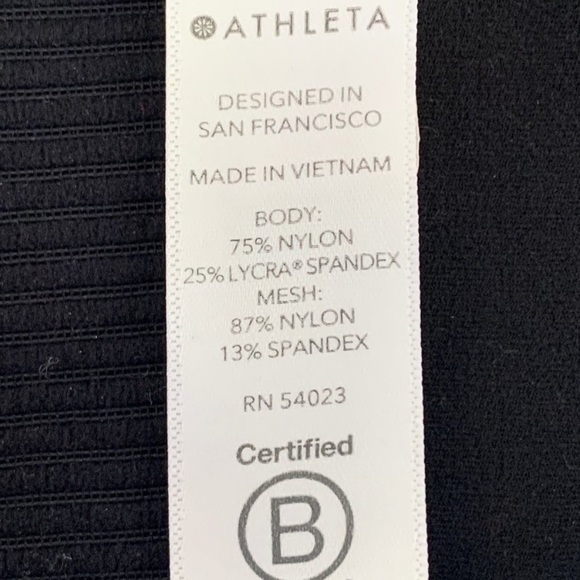 ATHLETA
DESIGNED IN
SAN FRANCISCO
MADE IN VIETNAM
BODY:
75% NYLON
25% LYCRA® SPANDEX
MESH:
87% NYLON
13% SPANDEX
RN 54023
Certified
B